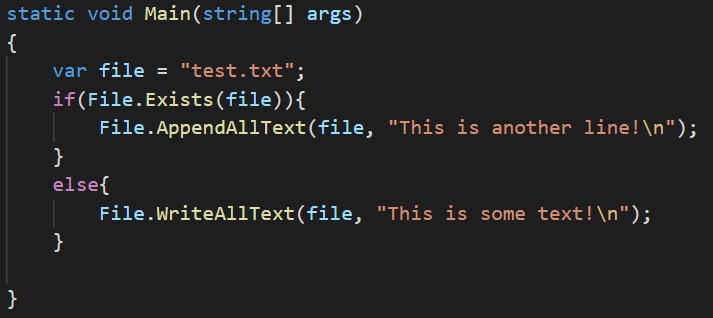 static void Main(string[] args)
{
    var file = "test.txt";
    if(File.Exists(file)){
        File.AppendAllText(file, "This is another line!\n");
    }
    else{
        File.WriteAllText(file, "This is some text!\n");
    }

}